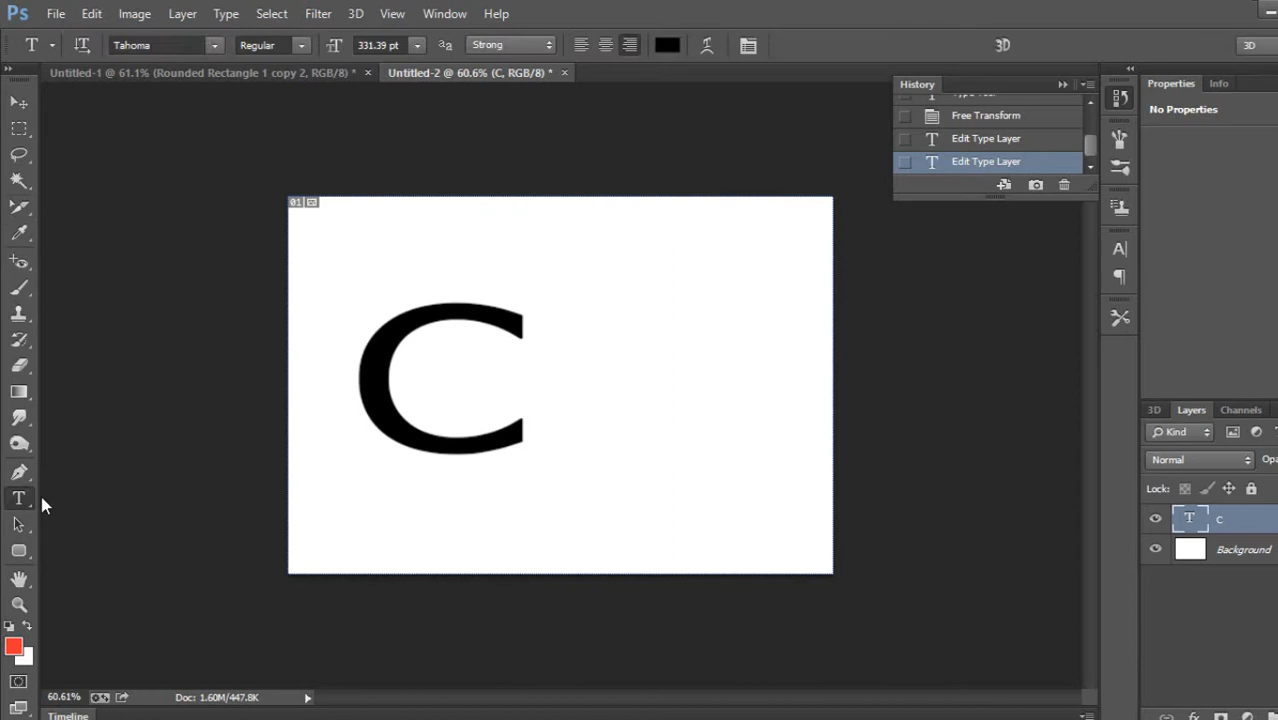 Ps File Edit Image Layer Type Select Filter 3D View Window Help
T Tahoma Regular 331.39 pt aa Strong 3D 3D
Untitled-1 @ 61.1% (Rounded Rectangle 1 copy 2, RGB/8) * × Untitled-2 @ 60.6% (C, RGB/8) * ×
History
Properties Info
No Properties
Free Transform
Edit Type Layer
Edit Type Layer
01
C
3D Layers Channels
Kind
Normal Opa
Lock:
T C
Background
60.61% Doc: 1.60M/447.8K
Timeline